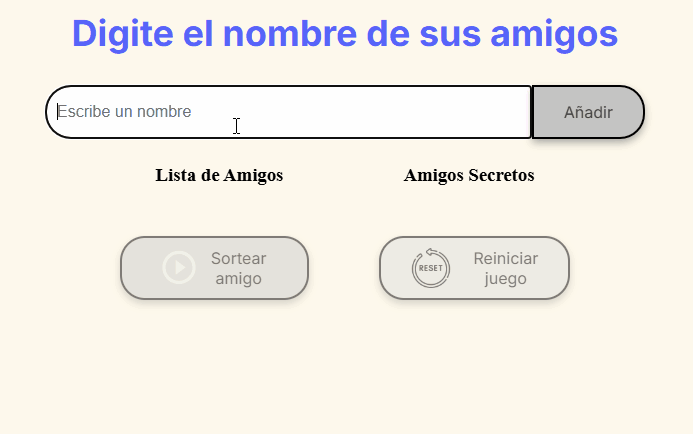 Digite el nombre de sus amigos
Escribe un nombre
Añadir
Lista de Amigos
Amigos Secretos
Sortear
amigo
RESET
Reiniciar
juego